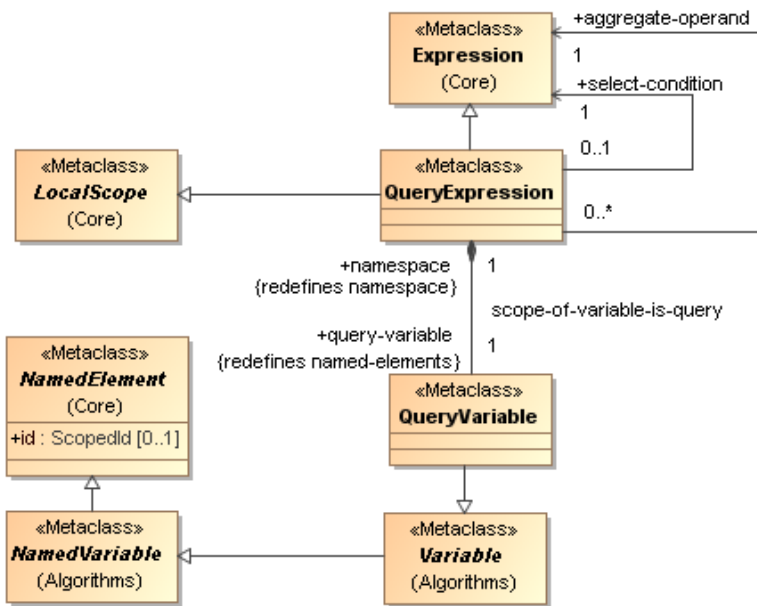 «Metaclass»
Expression
(Core)
+aggregate-operand
1
+select-condition
1
0..1
«Metaclass»
LocalScope
(Core)
«Metaclass»
QueryExpression
0..*
+namespace
{redefines namespace}
1
scope-of-variable-is-query
+query-variable
{redefines named-elements}
1
«Metaclass»
NamedElement
(Core)
+id : ScopedId [0..1]
«Metaclass»
QueryVariable
«Metaclass»
NamedVariable
(Algorithms)
«Metaclass»
Variable
(Algorithms)